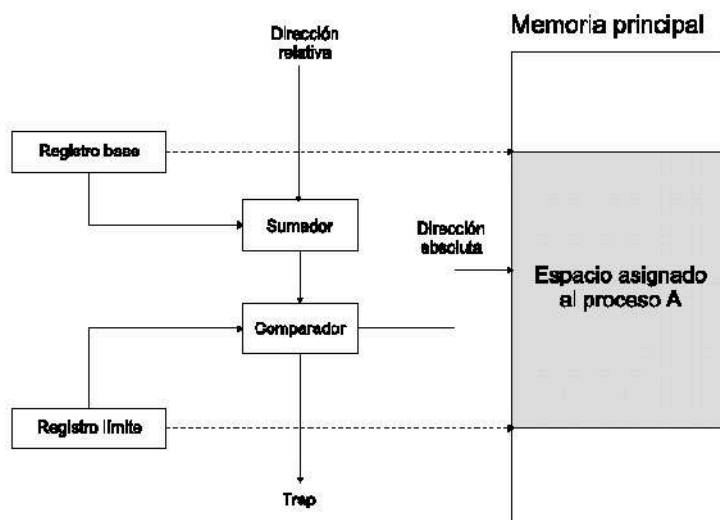 Memoria principal
Dirección
relativa
Registro base
Sumador
Dirección
absoluta
Espacio asignado
al proceso A
Comparador
Registro límite
Trap